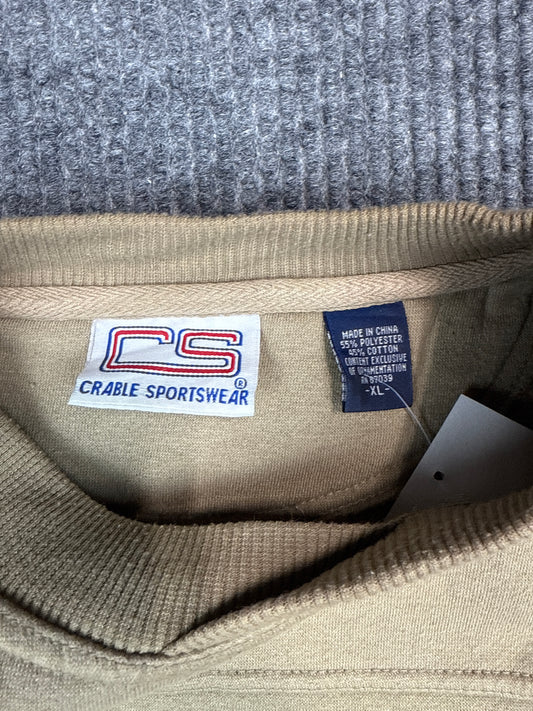 CS
CRABLE SPORTSWEAR®
MADE IN CHINA
55% POLYESTER
45% COTTON
CONTENT EXCLUSIVE
OF ORNAMENTATION
RN 87039
-XL-